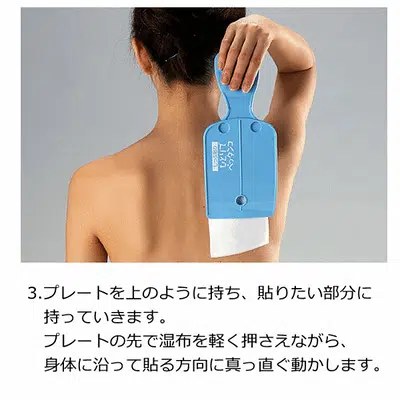 3.プレートを上のように持ち、貼りたい部分に
持っていきます。
プレートの先で湿布を軽く押さえながら、
身体に沿って貼る方向に真っ直ぐ動かします。